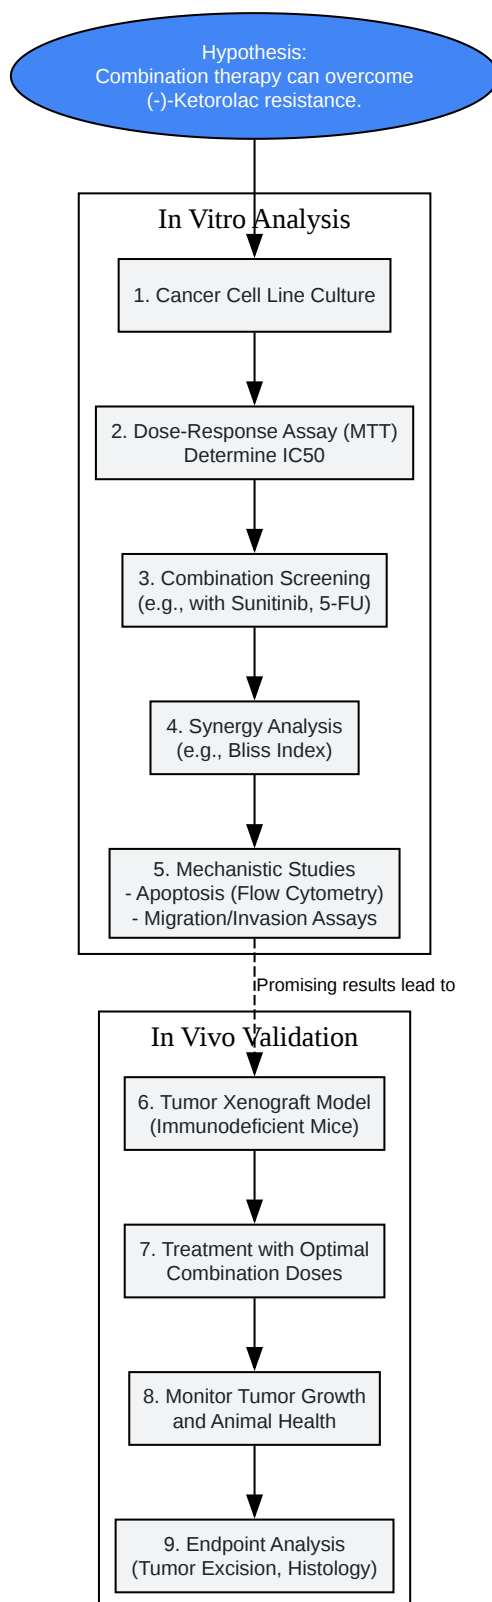 Hypothesis:
Combination therapy can overcome
(-)-Ketorolac resistance.
In Vitro Analysis
1. Cancer Cell Line Culture
2. Dose-Response Assay (MTT)
Determine IC50
3. Combination Screening
(e.g., with Sunitinib, 5-FU)
4. Synergy Analysis
(e.g., Bliss Index)
5. Mechanistic Studies
- Apoptosis (Flow Cytometry)
- Migration/Invasion Assays
Promising results lead to
In Vivo Validation
6. Tumor Xenograft Model
(Immunodeficient Mice)
7. Treatment with Optimal
Combination Doses
8. Monitor Tumor Growth
and Animal Health
9. Endpoint Analysis
(Tumor Excision, Histology)